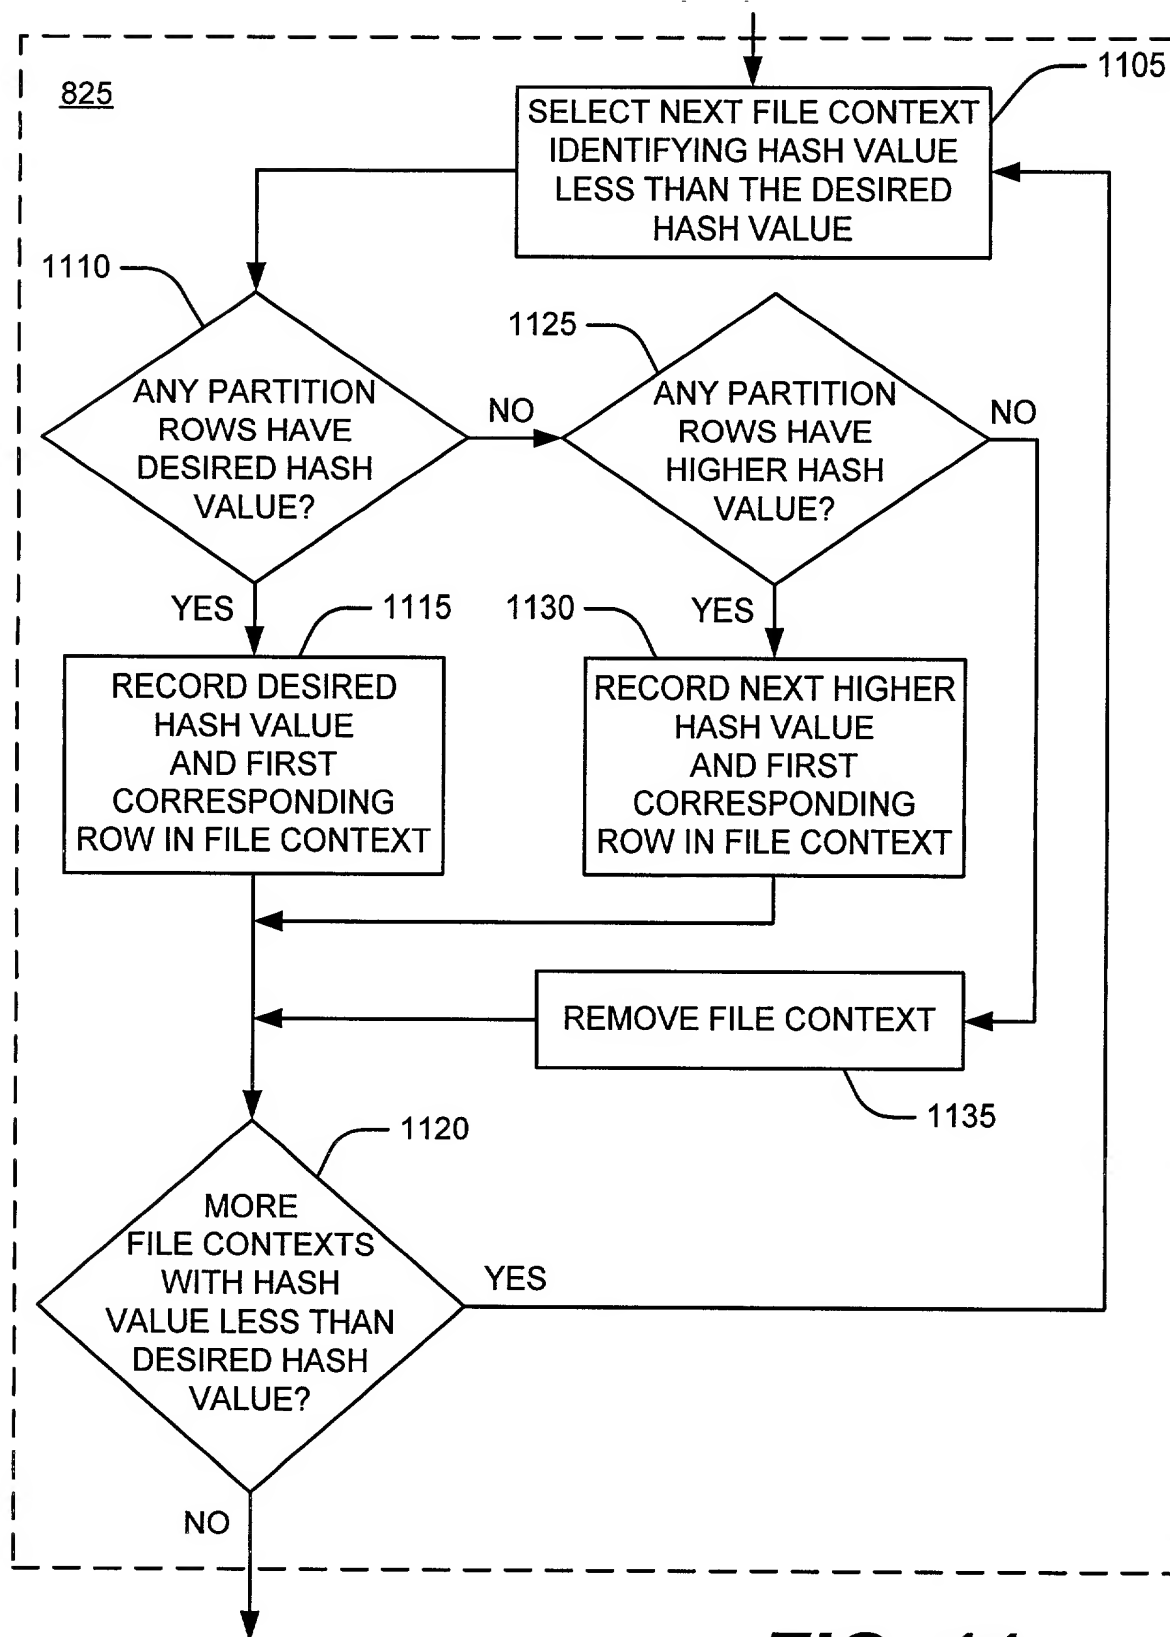 1105
825
SELECT NEXT FILE CONTEXT
IDENTIFYING HASH VALUE
LESS THAN THE DESIRED
HASH VALUE
1110
1125
ANY PARTITION
ROWS HAVE
DESIRED HASH
VALUE?
NO
ANY PARTITION
ROWS HAVE
HIGHER HASH
VALUE?
NO
YES
1115
1130
YES
RECORD DESIRED
HASH VALUE
AND FIRST
CORRESPONDING
ROW IN FILE CONTEXT
RECORD NEXT HIGHER
HASH VALUE
AND FIRST
CORRESPONDING
ROW IN FILE CONTEXT
REMOVE FILE CONTEXT
1135
1120
MORE
FILE CONTEXTS
WITH HASH
VALUE LESS THAN
DESIRED HASH
VALUE?
YES
NO